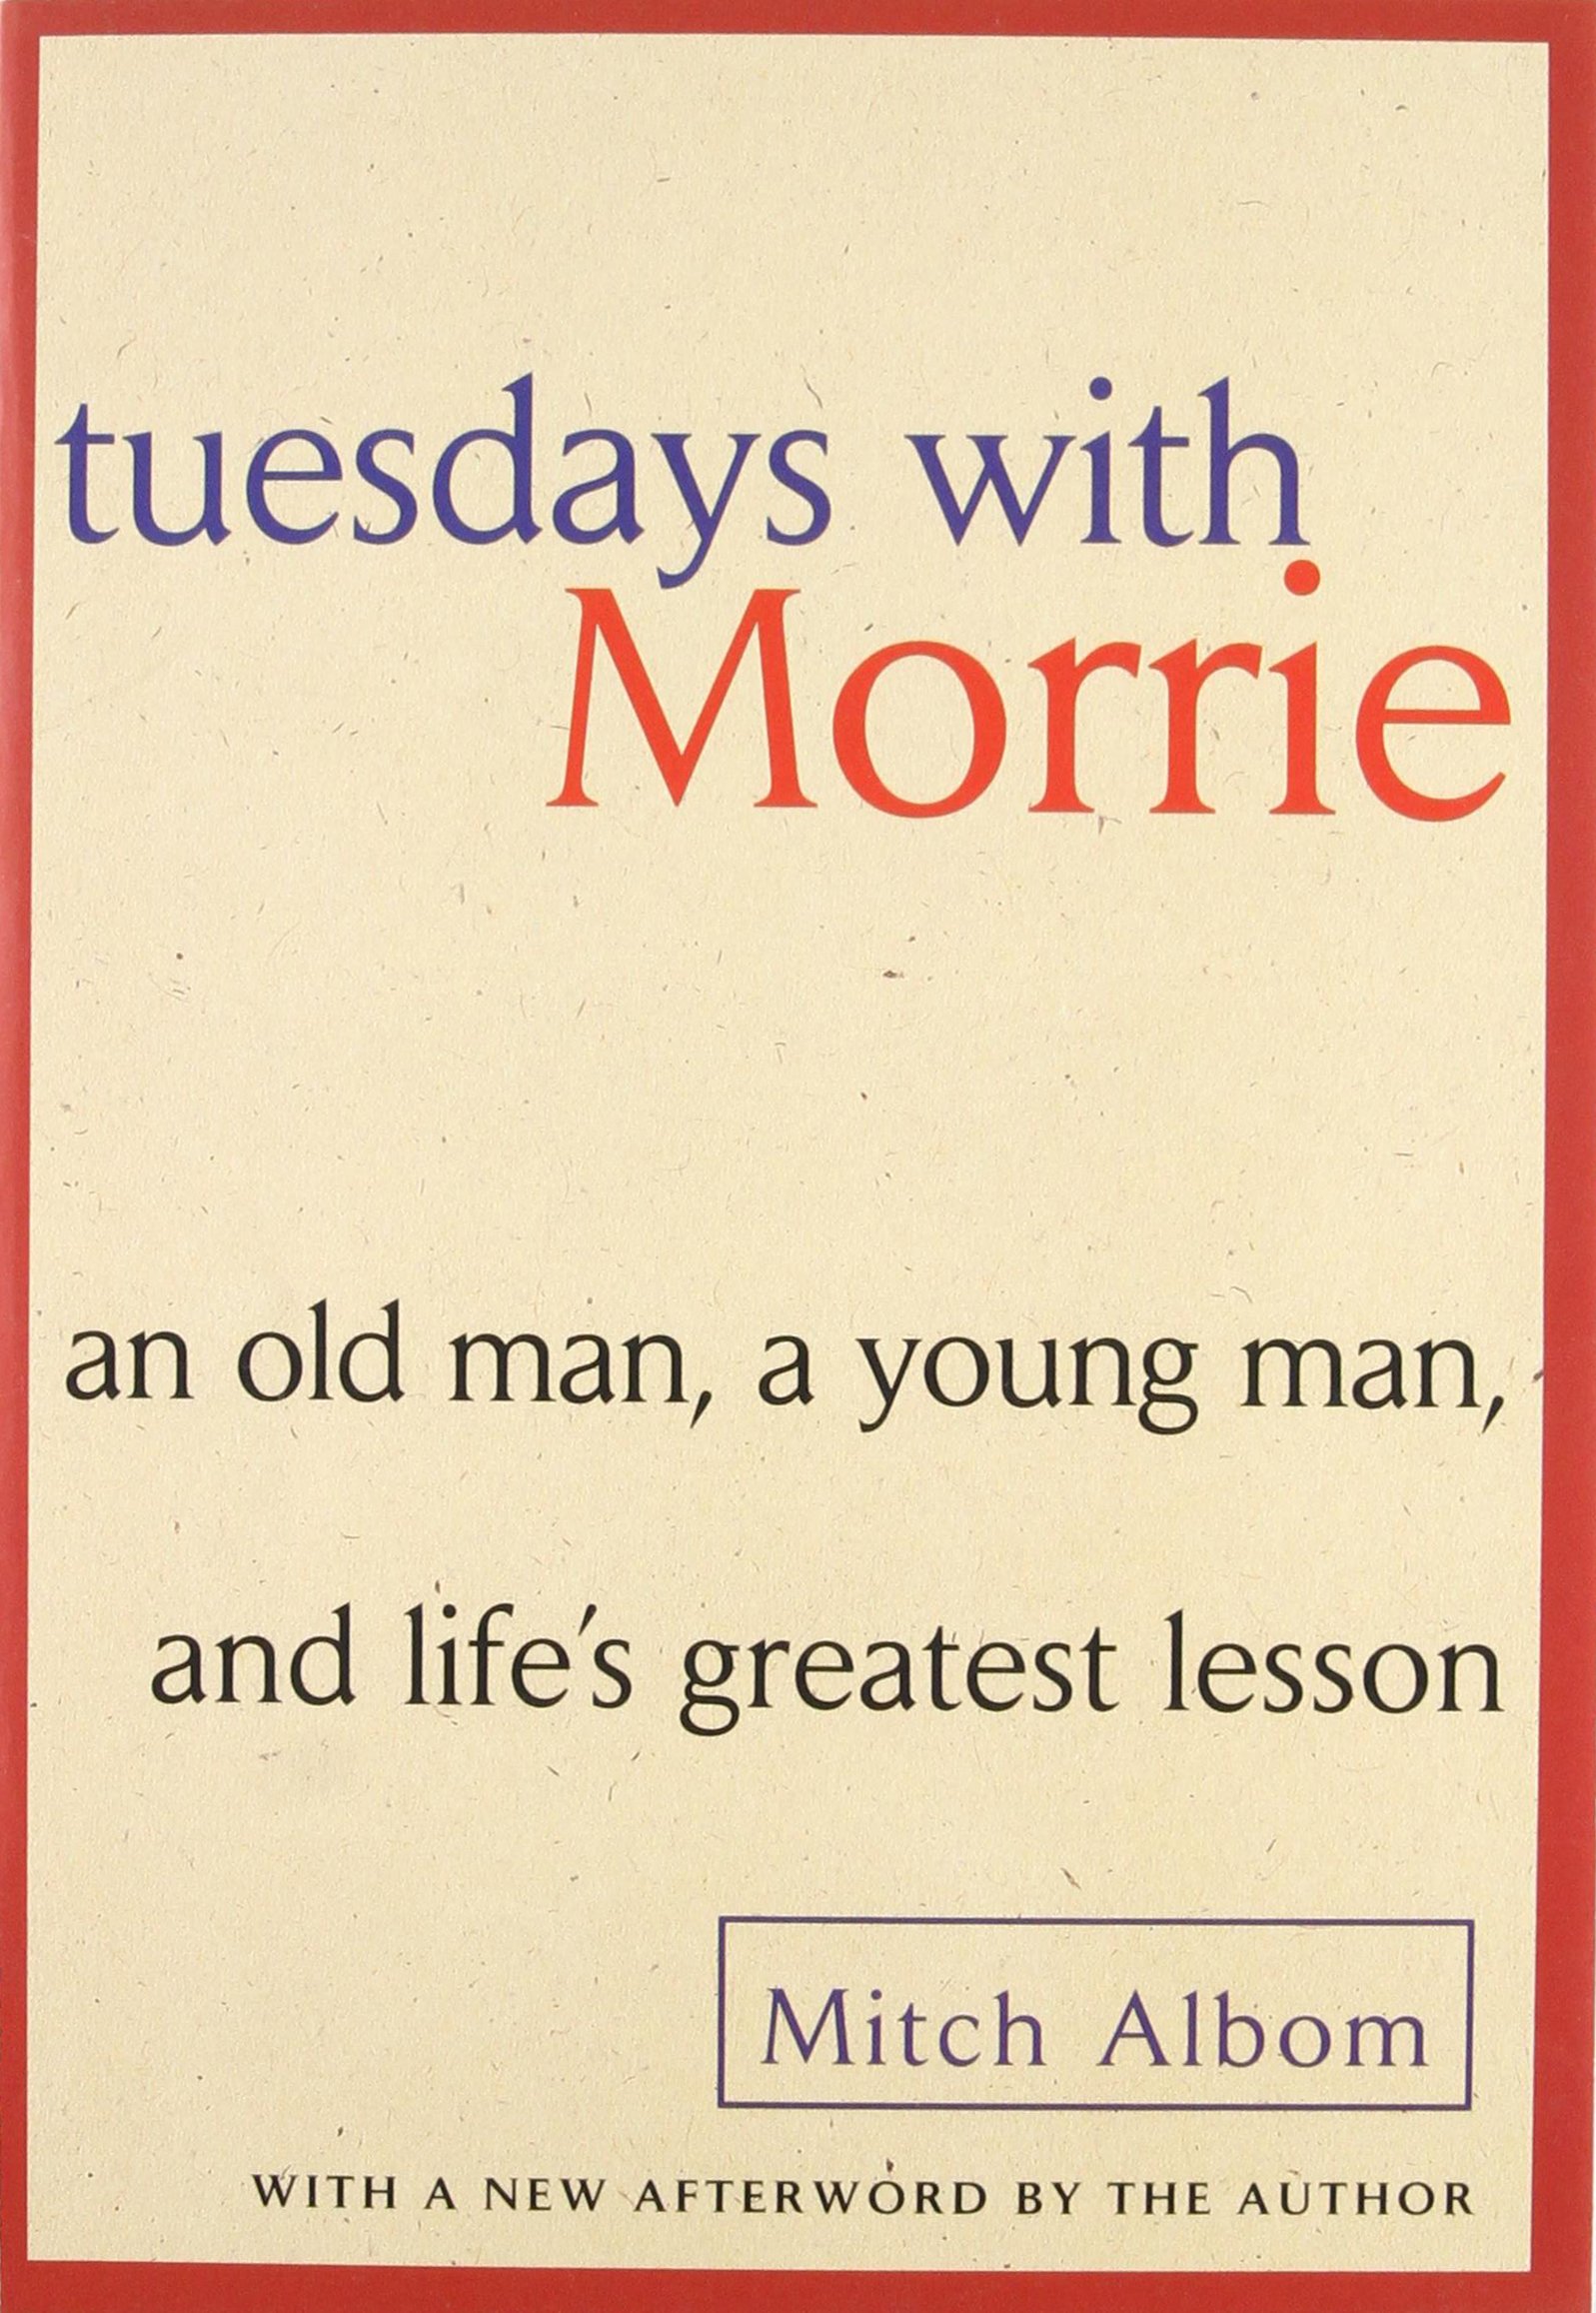 tuesdays with
Morrie
an old man, a young man,
and life's greatest lesson
Mitch Albom
WITH A NEW AFTERWORD BY THE AUTHOR